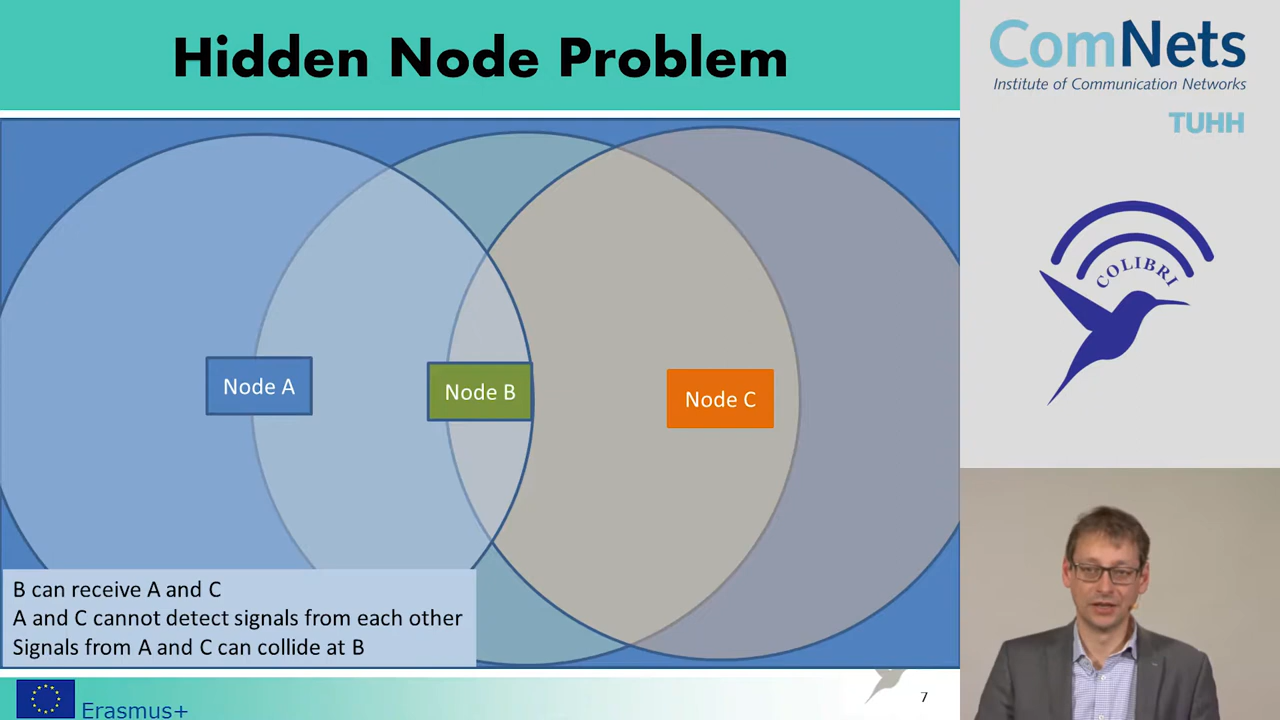 Hidden Node Problem
ComNets
Institute of Communication Networks
TUHH
COLIBRI
Node A
Node B
Node C
B can receive A and C
A and C cannot detect signals from each other
Signals from A and C can collide at B
Erasmus+
7